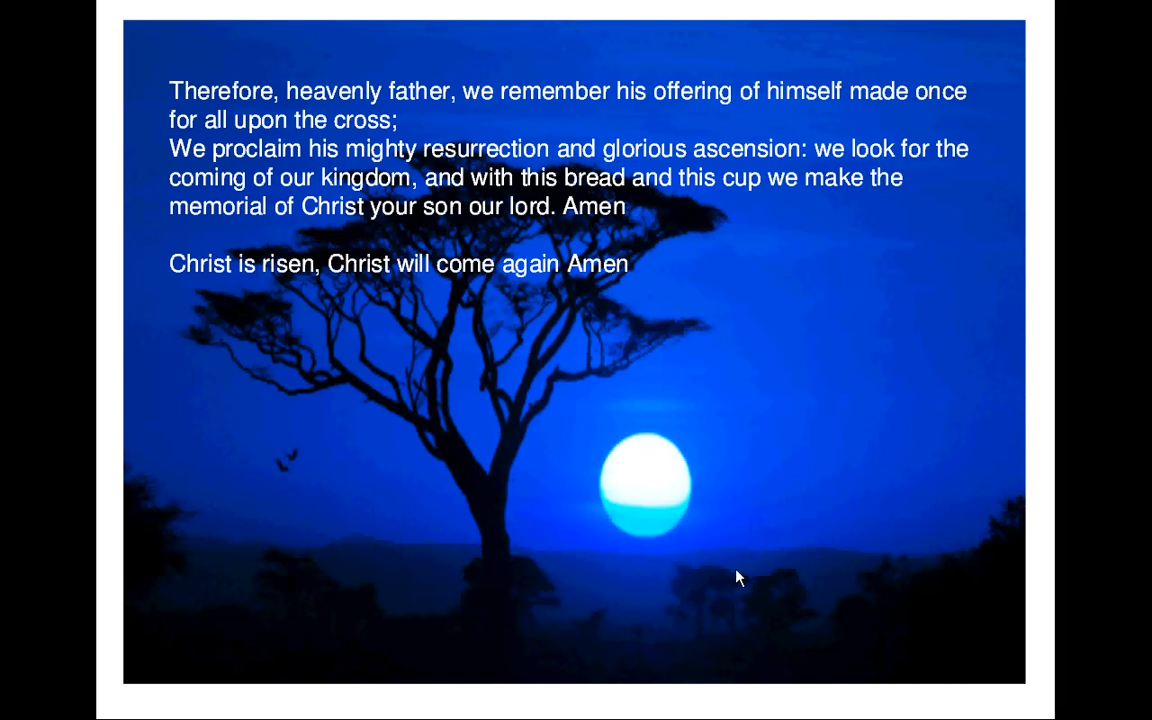 Therefore, heavenly father, we remember his offering of himself made once
for all upon the cross;
We proclaim his mighty resurrection and glorious ascension: we look for the
coming of our kingdom, and with this bread and this cup we make the
memorial of Christ your son our lord. Amen
Christ is risen, Christ will come again Amen